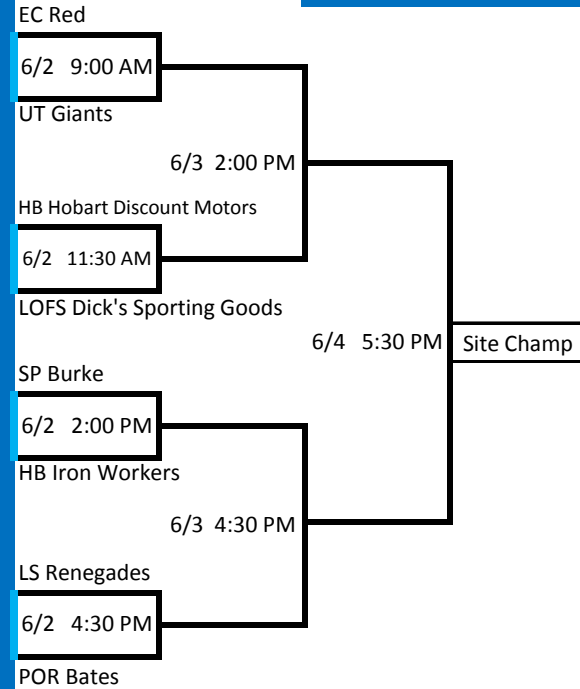 EC Red
6/2 9:00 AM
UT Giants
6/3 2:00 PM
HB Hobart Discount Motors
6/2 11:30 AM
LOFS Dick's Sporting Goods
6/4 5:30 PM
Site Champ
SP Burke
6/2 2:00 PM
HB Iron Workers
6/3 4:30 PM
LS Renegades
6/2 4:30 PM
POR Bates